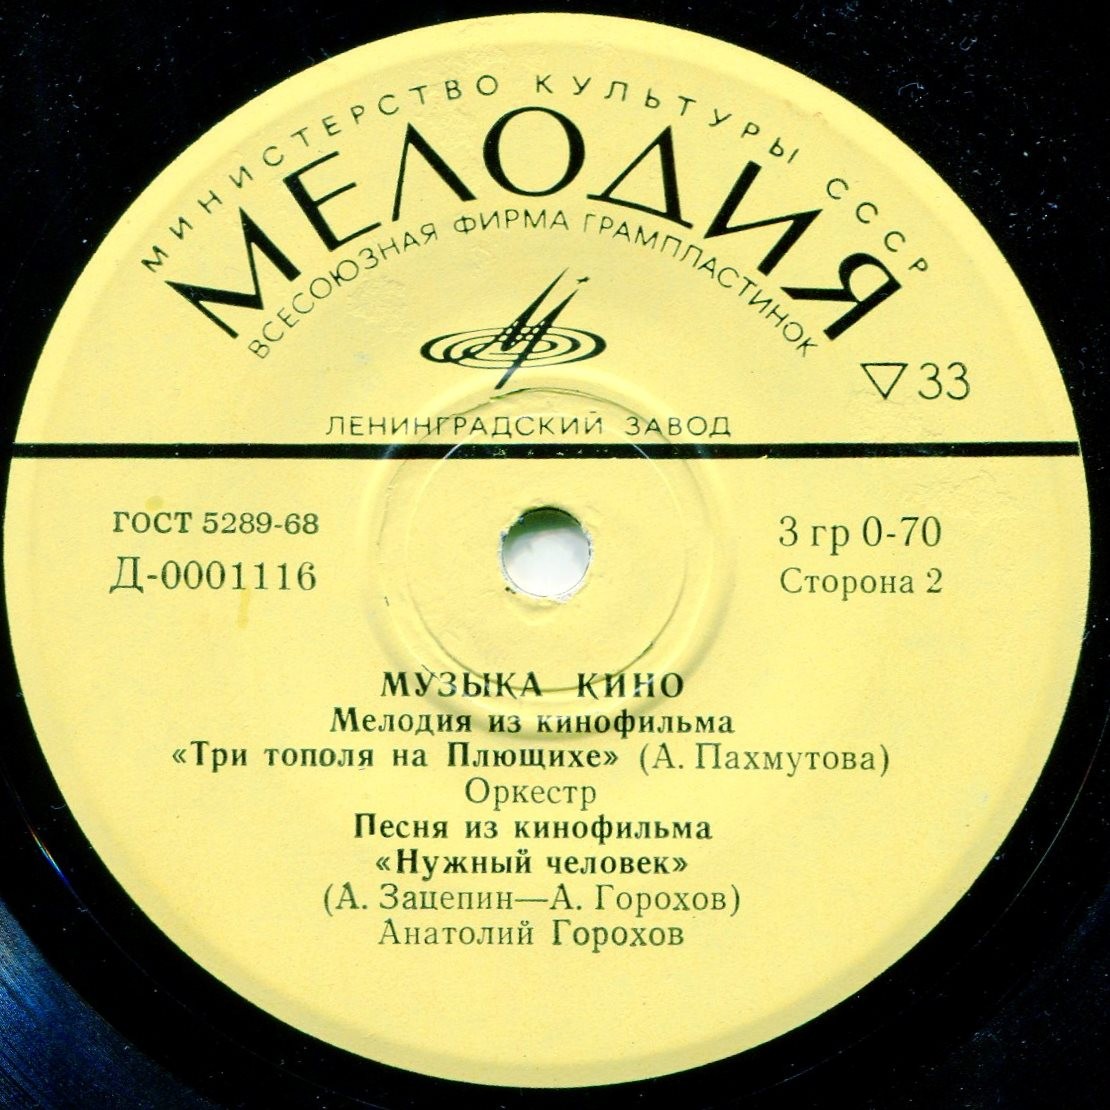 МИНИСТЕРСТВО КУЛЬТУРЫ СССР
МЕЛОДИЯ
ВСЕСОЮЗНАЯ ФИРМА ГРАМПЛАСТИНОК
▽33
ЛЕНИНГРАДСКИЙ ЗАВОД
ГОСТ 5289-68
Д-0001116
3 гр 0-70
Сторона 2
МУЗЫКА КИНО
Мелодия из кинофильма
«Три тополя на Плющихе» (А. Пахмутова)
Оркестр
Песня из кинофильма
«Нужный человек»
(А. Зацепин—А. Горохов)
Анатолий Горохов